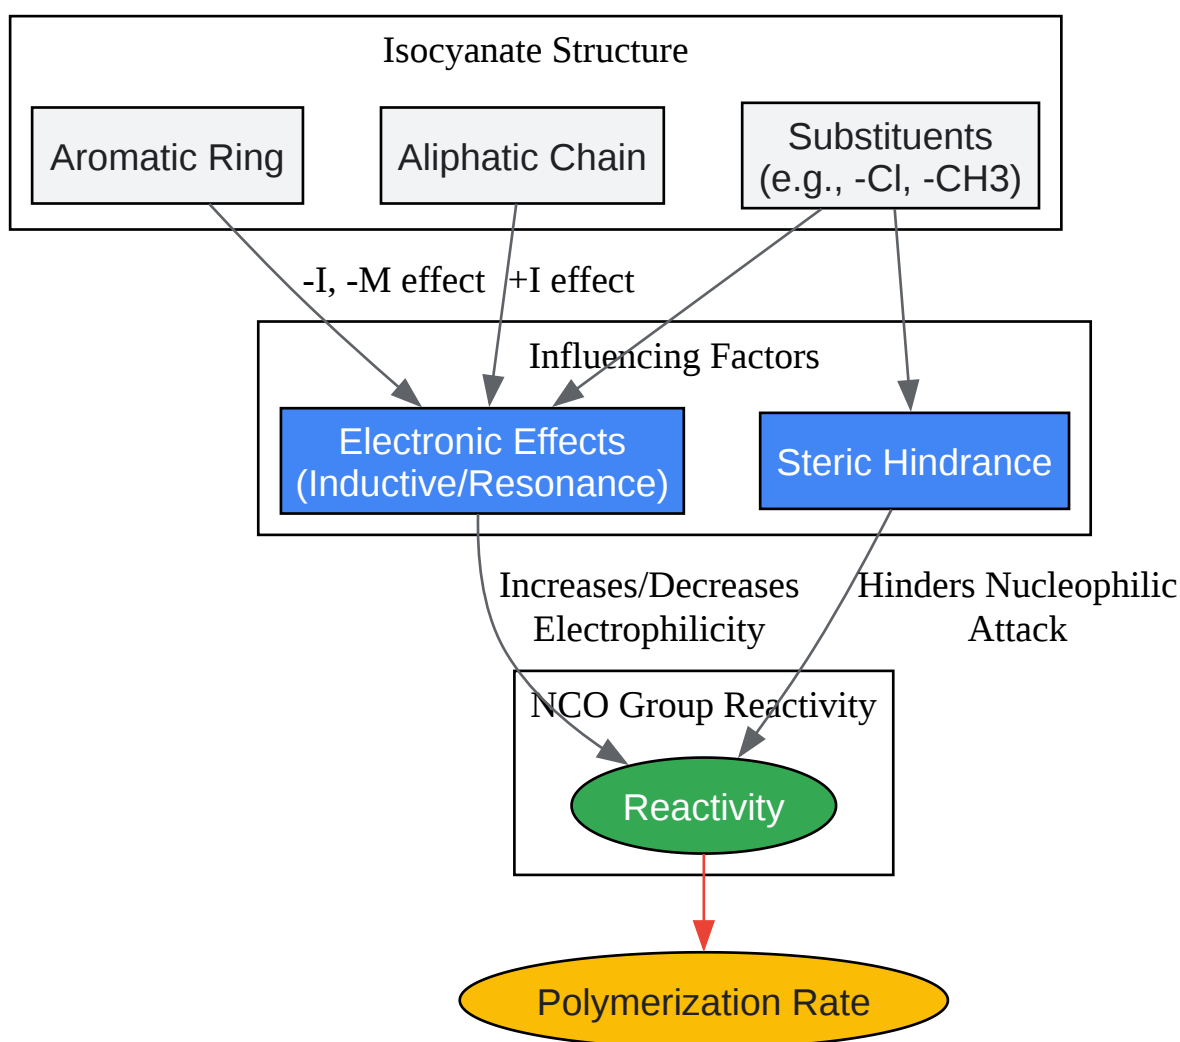 Isocyanate Structure
Aromatic Ring
Aliphatic Chain
Substituents
(e.g., -Cl, -CH3)
-I, -M effect
+I effect
Influencing Factors
Electronic Effects
(Inductive/Resonance)
Steric Hindrance
Increases/Decreases
Electrophilicity
Hinders Nucleophilic
Attack
NCO Group Reactivity
Reactivity
Polymerization Rate